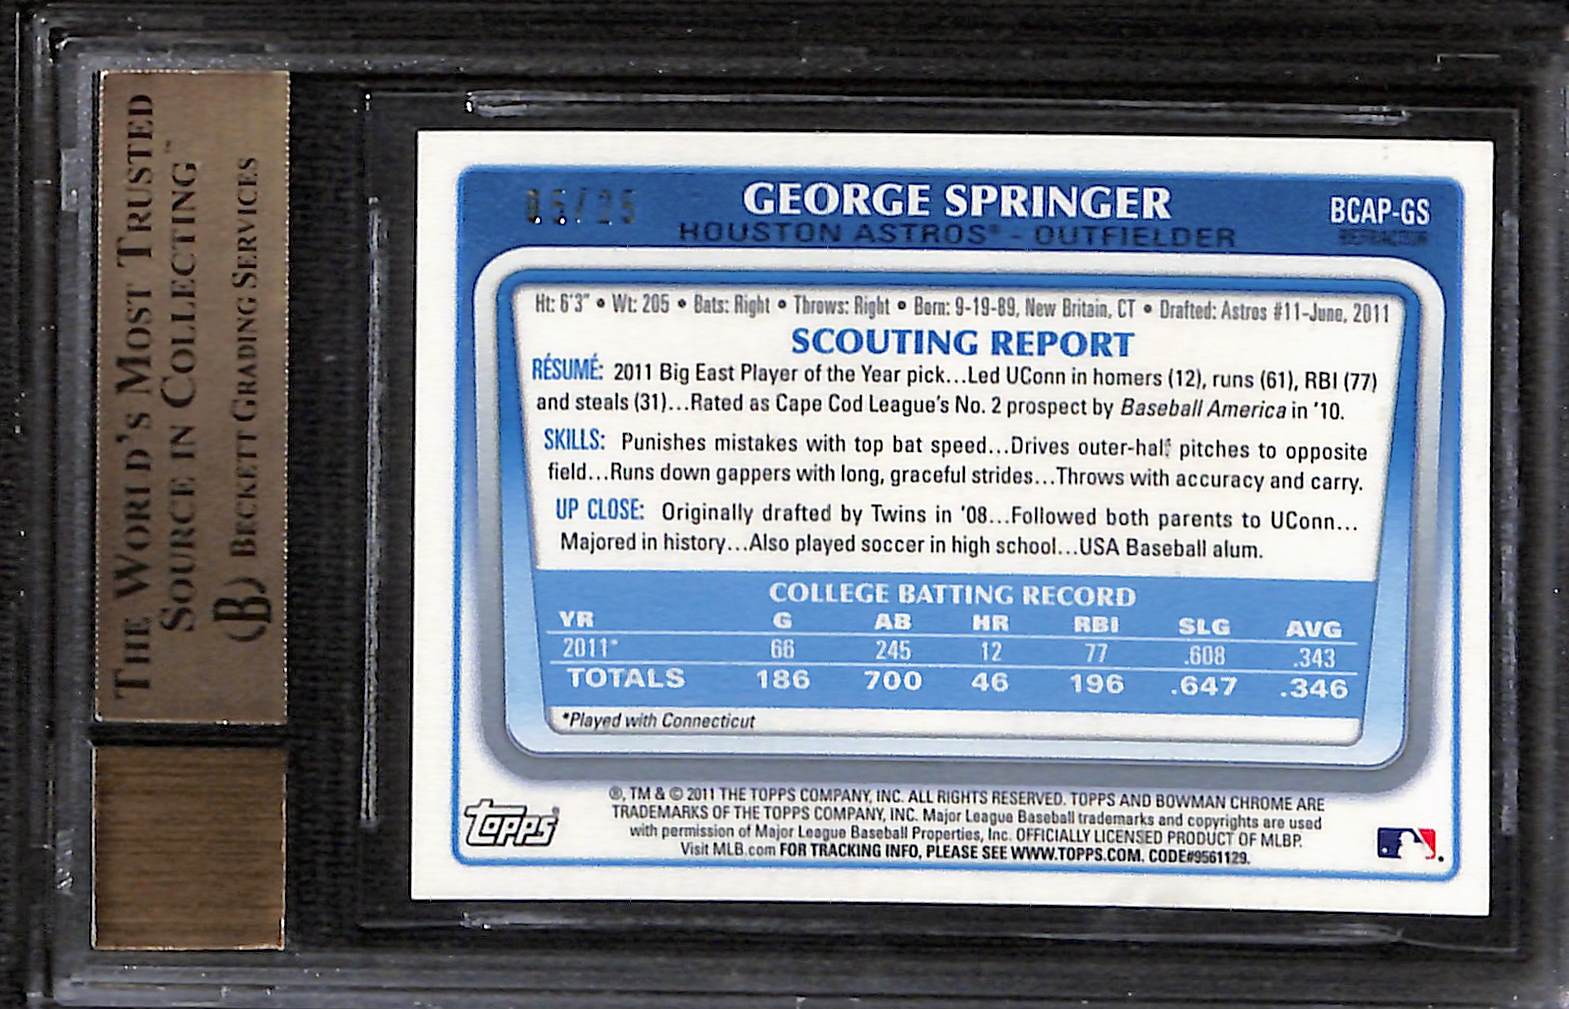 THE WORLD'S MOST TRUSTED
SOURCE IN COLLECTING™
(B) BECKETT GRADING SERVICES
05/25
GEORGE SPRINGER
BCAP-GS
HOUSTON ASTROS® - OUTFIELDER
REFRACTOR
Ht: 6'3" • Wt: 205 • Bats: Right • Throws: Right • Born: 9-19-89, New Britain, CT • Drafted: Astros #11-June, 2011
SCOUTING REPORT
RÉSUMÉ: 2011 Big East Player of the Year pick...Led UConn in homers (12), runs (61), RBI (77)
and steals (31)...Rated as Cape Cod League's No. 2 prospect by Baseball America in '10.
SKILLS: Punishes mistakes with top bat speed...Drives outer-half pitches to opposite
field...Runs down gappers with long, graceful strides...Throws with accuracy and carry.
UP CLOSE: Originally drafted by Twins in '08...Followed both parents to UConn...
Majored in history...Also played soccer in high school...USA Baseball alum.
COLLEGE BATTING RECORD
YR G AB HR RBI SLG AVG
2011* 66 245 12 77 .608 .343
TOTALS 186 700 46 196 .647 .346
*Played with Connecticut
®, TM & © 2011 THE TOPPS COMPANY, INC. ALL RIGHTS RESERVED. TOPPS AND BOWMAN CHROME ARE
TRADEMARKS OF THE TOPPS COMPANY, INC. Major League Baseball trademarks and copyrights are used
with permission of Major League Baseball Properties, Inc. OFFICIALLY LICENSED PRODUCT OF MLBP.
Visit MLB.com FOR TRACKING INFO, PLEASE SEE WWW.TOPPS.COM. CODE#9561129.
Topps®